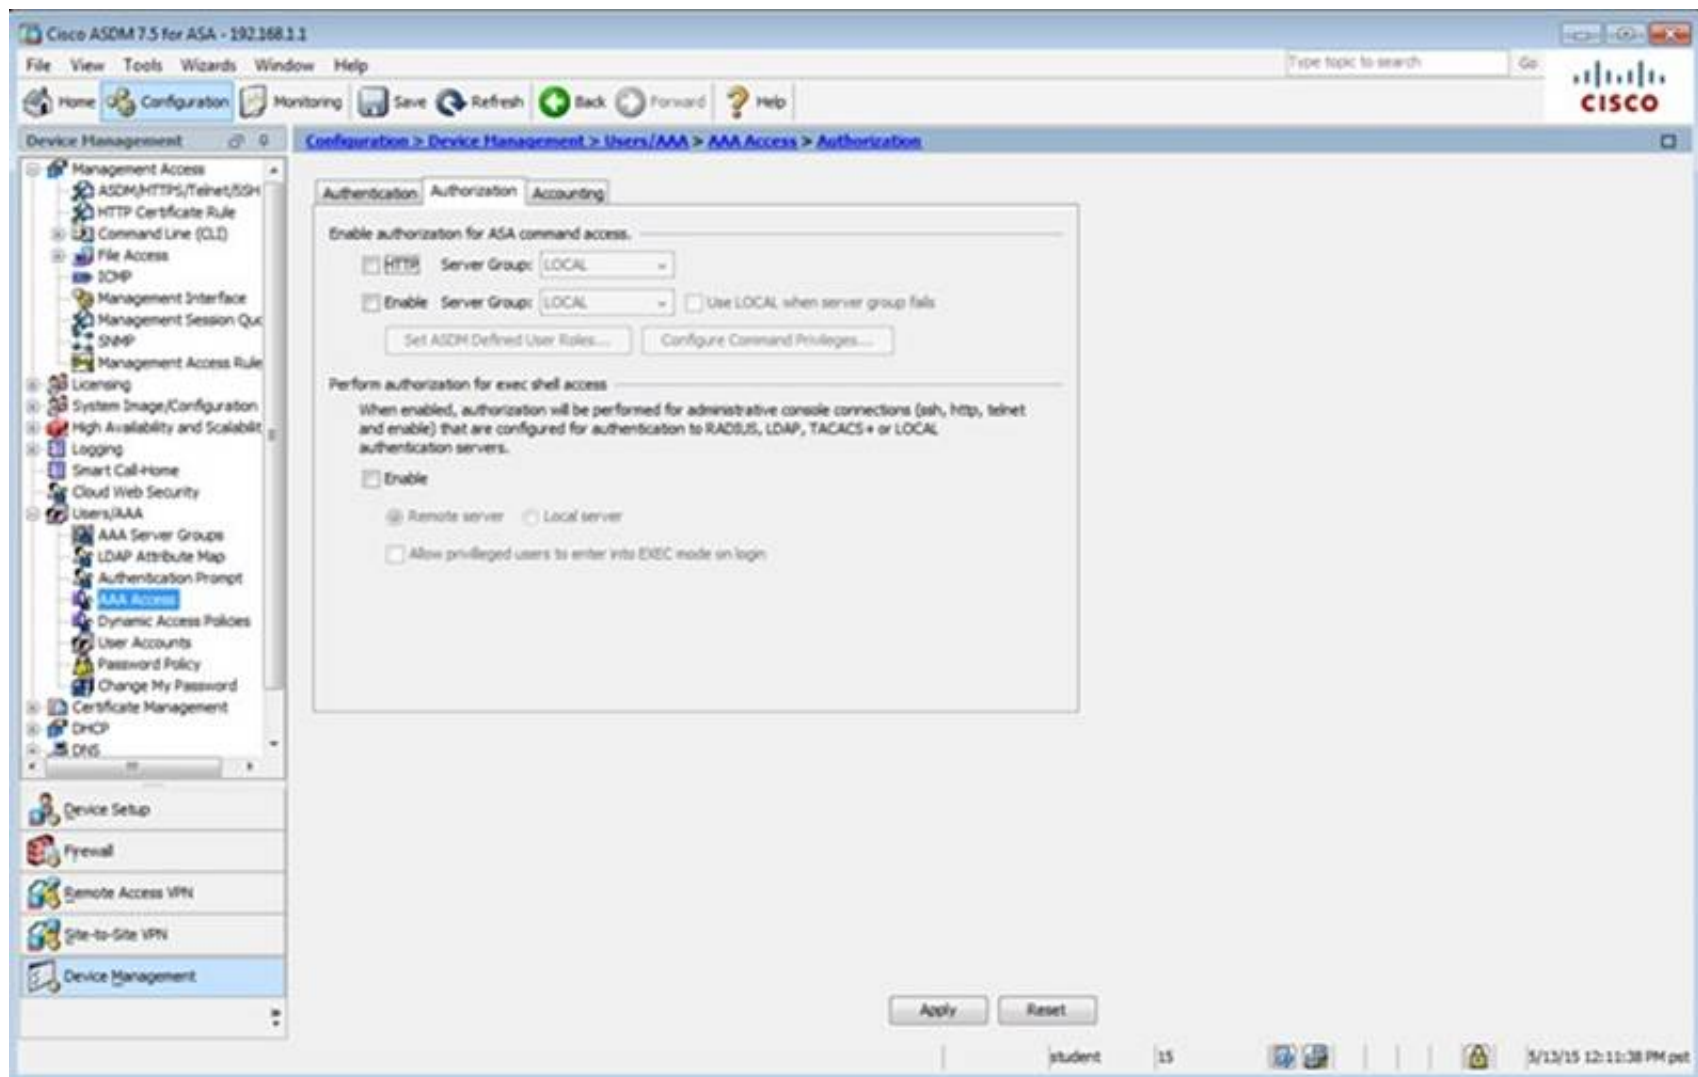 Cisco ASDM 7.5 for ASA - 192.168.1.1
File View Tools Wizards Window Help
Type topic to search Go
Home Configuration Monitoring Save Refresh Back Forward Help
CISCO
Device Management
Configuration > Device Management > Users/AAA > AAA Access > Authorization
Management Access
ASDM/HTTPS/Telnet/SSH
HTTP Certificate Rule
Command Line (CLI)
File Access
ICMP
Management Interface
Management Session Quo
SNMP
Management Access Rule
Licensing
System Image/Configuration
High Availability and Scalabilit
Logging
Smart Call-Home
Cloud Web Security
Users/AAA
AAA Server Groups
LDAP Attribute Map
Authentication Prompt
AAA Access
Dynamic Access Policies
User Accounts
Password Policy
Change My Password
Certificate Management
DHCP
DNS
Device Setup
Firewall
Remote Access VPN
Site-to-Site VPN
Device Management
Authentication Authorization Accounting
Enable authorization for ASA command access.
HTTP Server Group: LOCAL
Enable Server Group: LOCAL Use LOCAL when server group fails
Set ASDM Defined User Roles... Configure Command Privileges...
Perform authorization for exec shell access
When enabled, authorization will be performed for administrative console connections (ssh, http, telnet
and enable) that are configured for authentication to RADIUS, LDAP, TACACS+ or LOCAL
authentication servers.
Enable
Remote server Local server
Allow privileged users to enter into EXEC mode on login
Apply Reset
student 15 5/13/15 12:11:38 PM pst